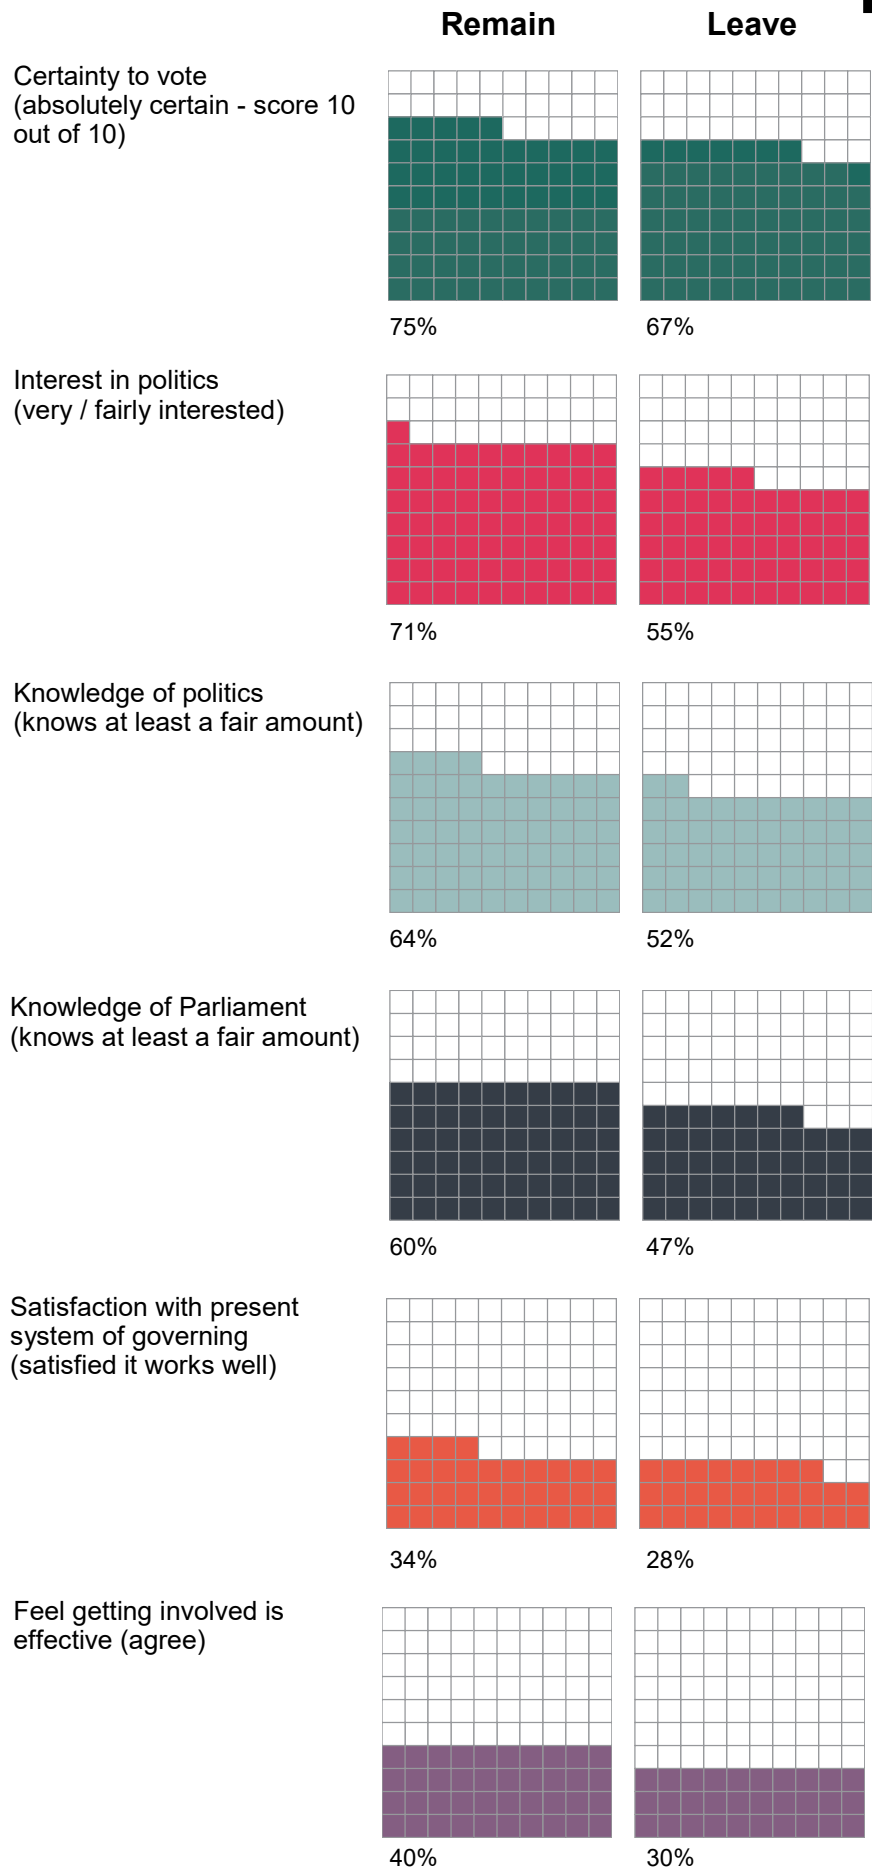 Remain Leave
Certainty to vote
(absolutely certain - score 10
out of 10)
75% 67%
Interest in politics
(very / fairly interested)
71% 55%
Knowledge of politics
(knows at least a fair amount)
64% 52%
Knowledge of Parliament
(knows at least a fair amount)
60% 47%
Satisfaction with present
system of governing
(satisfied it works well)
34% 28%
Feel getting involved is
effective (agree)
40% 30%